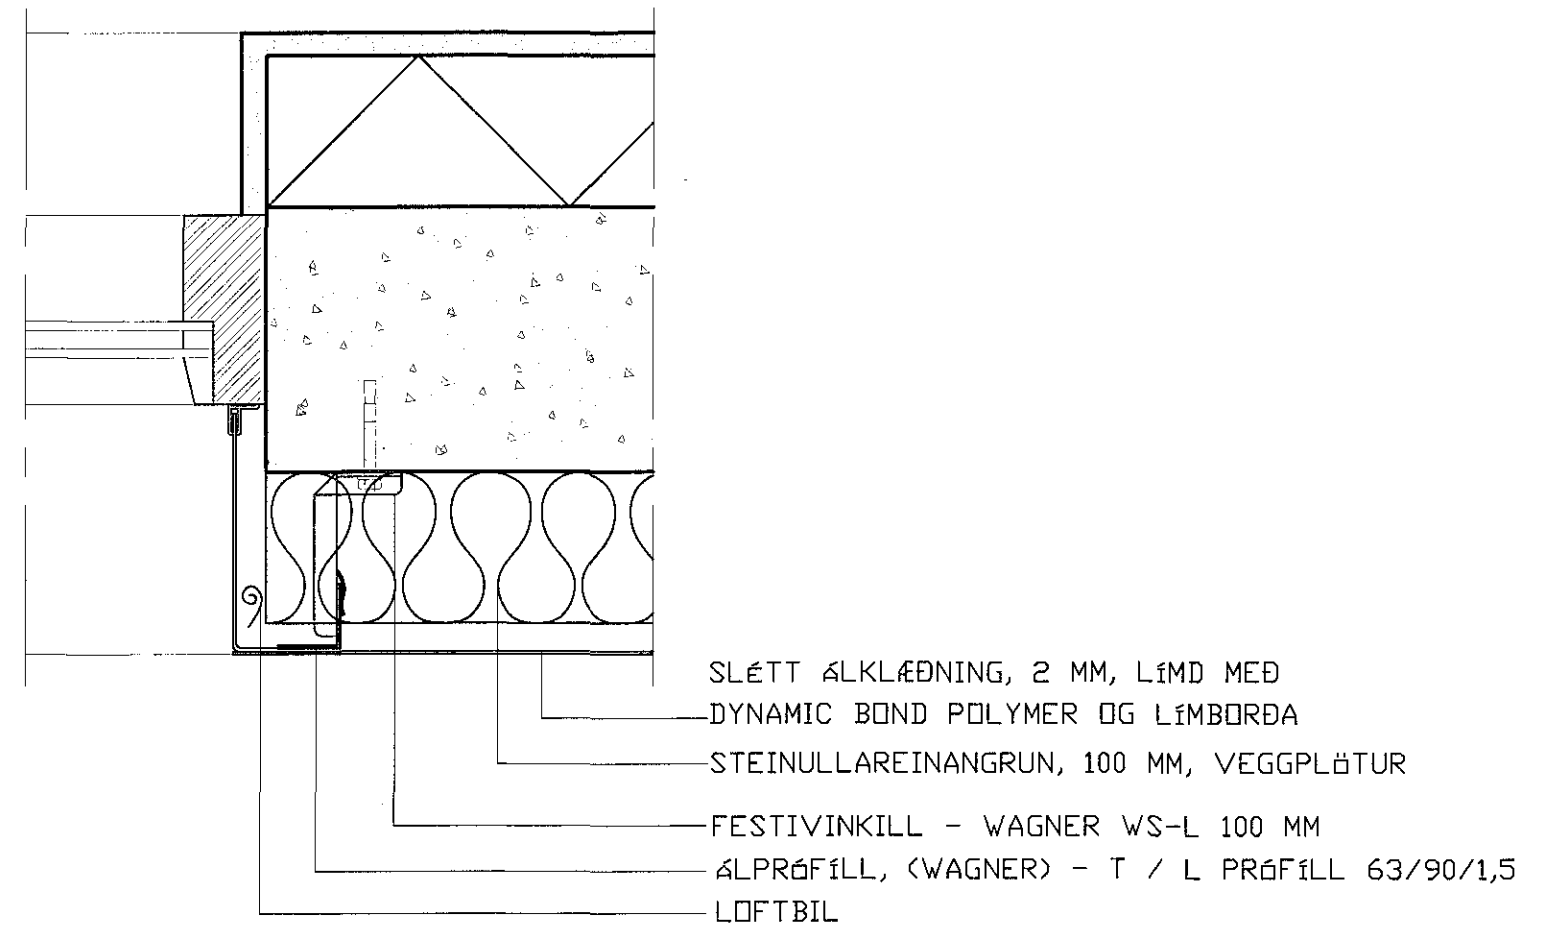 SLÉTT ÁLKLÆÐNING, 2 MM, LÍMD MEÐ
DYNAMIC BOND POLYMER OG LÍMBORÐA
STEINULLAREINANGRUN, 100 MM, VEGGPLÖTUR
FESTIVINKILL - WAGNER WS-L 100 MM
ÁLPRÓFÍLL, (WAGNER) - T / L PRÓFÍLL 63/90/1,5
LOFTBIL